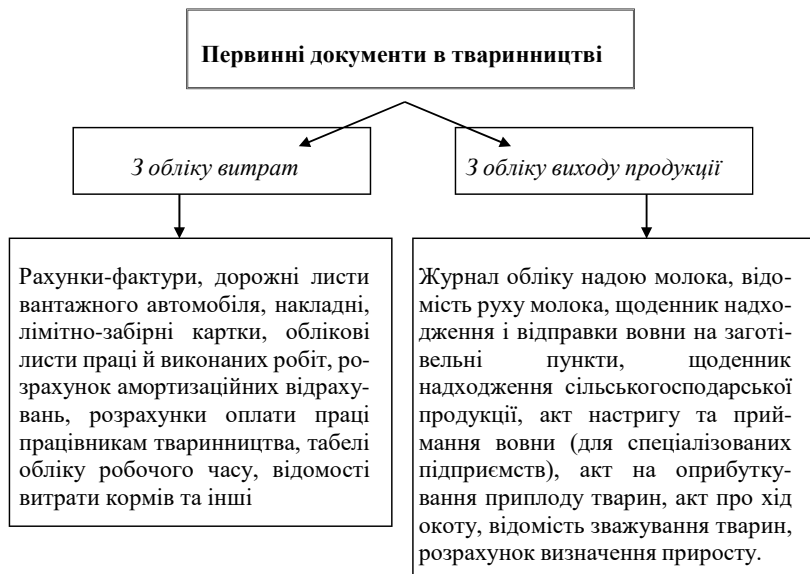 Первинні документи в тваринництві
З обліку витрат
З обліку виходу продукції
Рахунки-фактури, дорожні листи
вантажного автомобіля, накладні,
лімітно-забірні картки, облікові
листи праці й виконаних робіт, ро-
зрахунок амортизаційних відраху-
вань, розрахунки оплати праці
працівникам тваринництва, табелі
обліку робочого часу, відомості
витрати кормів та інші
Журнал обліку надою молока, відо-
мість руху молока, щоденник надхо-
дження і відправки вовни на заготі-
вельні пункти, щоденник
надходження сільськогосподарської
продукції, акт настригу та прий-
мання вовни (для спеціалізованих
підприємств), акт на оприбутку-
вання приплоду тварин, акт про хід
окоту, відомість зважування тварин,
розрахунок визначення приросту.